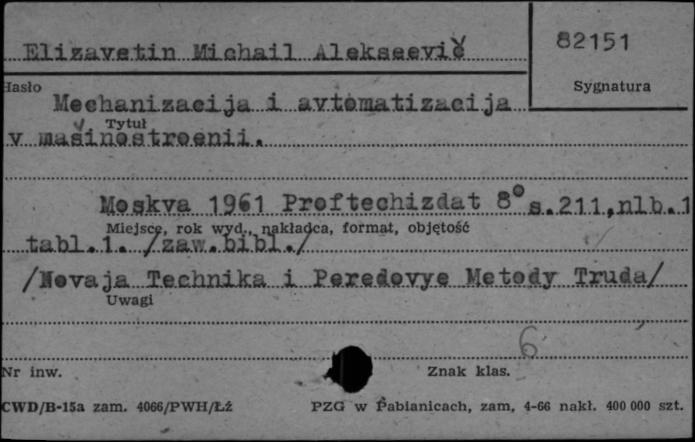 Elizavetin Michail Alekseevič
82151
Hasło
Sygnatura
Mechanizacija i avtomatizacija
Tytuł
v mašinostroenii.
Moskva 1961 Proftechizdat 8° s.211,nlb.1
Miejsce, rok wyd., nakładca, format, objętość
tabl.1. /zaw.bibl./
/Novaja Technika i Peredovye Metody Truda/
Uwagi
6
Nr inw.
Znak klas.
CWD/B-15a zam. 4066/PWH/Łź
PZG w Pabianicach, zam, 4-66 nakł. 400 000 szt.